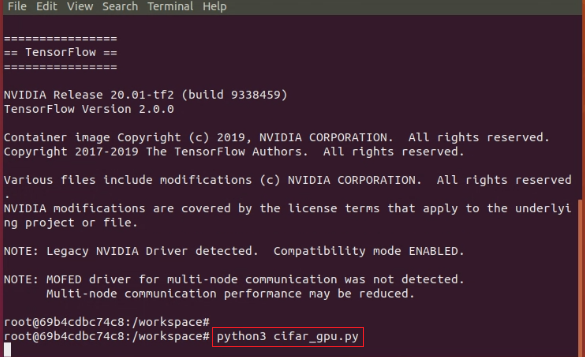 File Edit View Search Terminal Help
================
== TensorFlow ==
================
NVIDIA Release 20.01-tf2 (build 9338459)
TensorFlow Version 2.0.0
Container image Copyright (c) 2019, NVIDIA CORPORATION.  All rights reserved.
Copyright 2017-2019 The TensorFlow Authors.  All rights reserved.
Various files include modifications (c) NVIDIA CORPORATION.  All rights reserved
.
NVIDIA modifications are covered by the license terms that apply to the underlyi
ng project or file.
NOTE: Legacy NVIDIA Driver detected.  Compatibility mode ENABLED.
NOTE: MOFED driver for multi-node communication was not detected.
      Multi-node communication performance may be reduced.
root@69b4cdbc74c8:/workspace#
root@69b4cdbc74c8:/workspace# python3 cifar_gpu.py